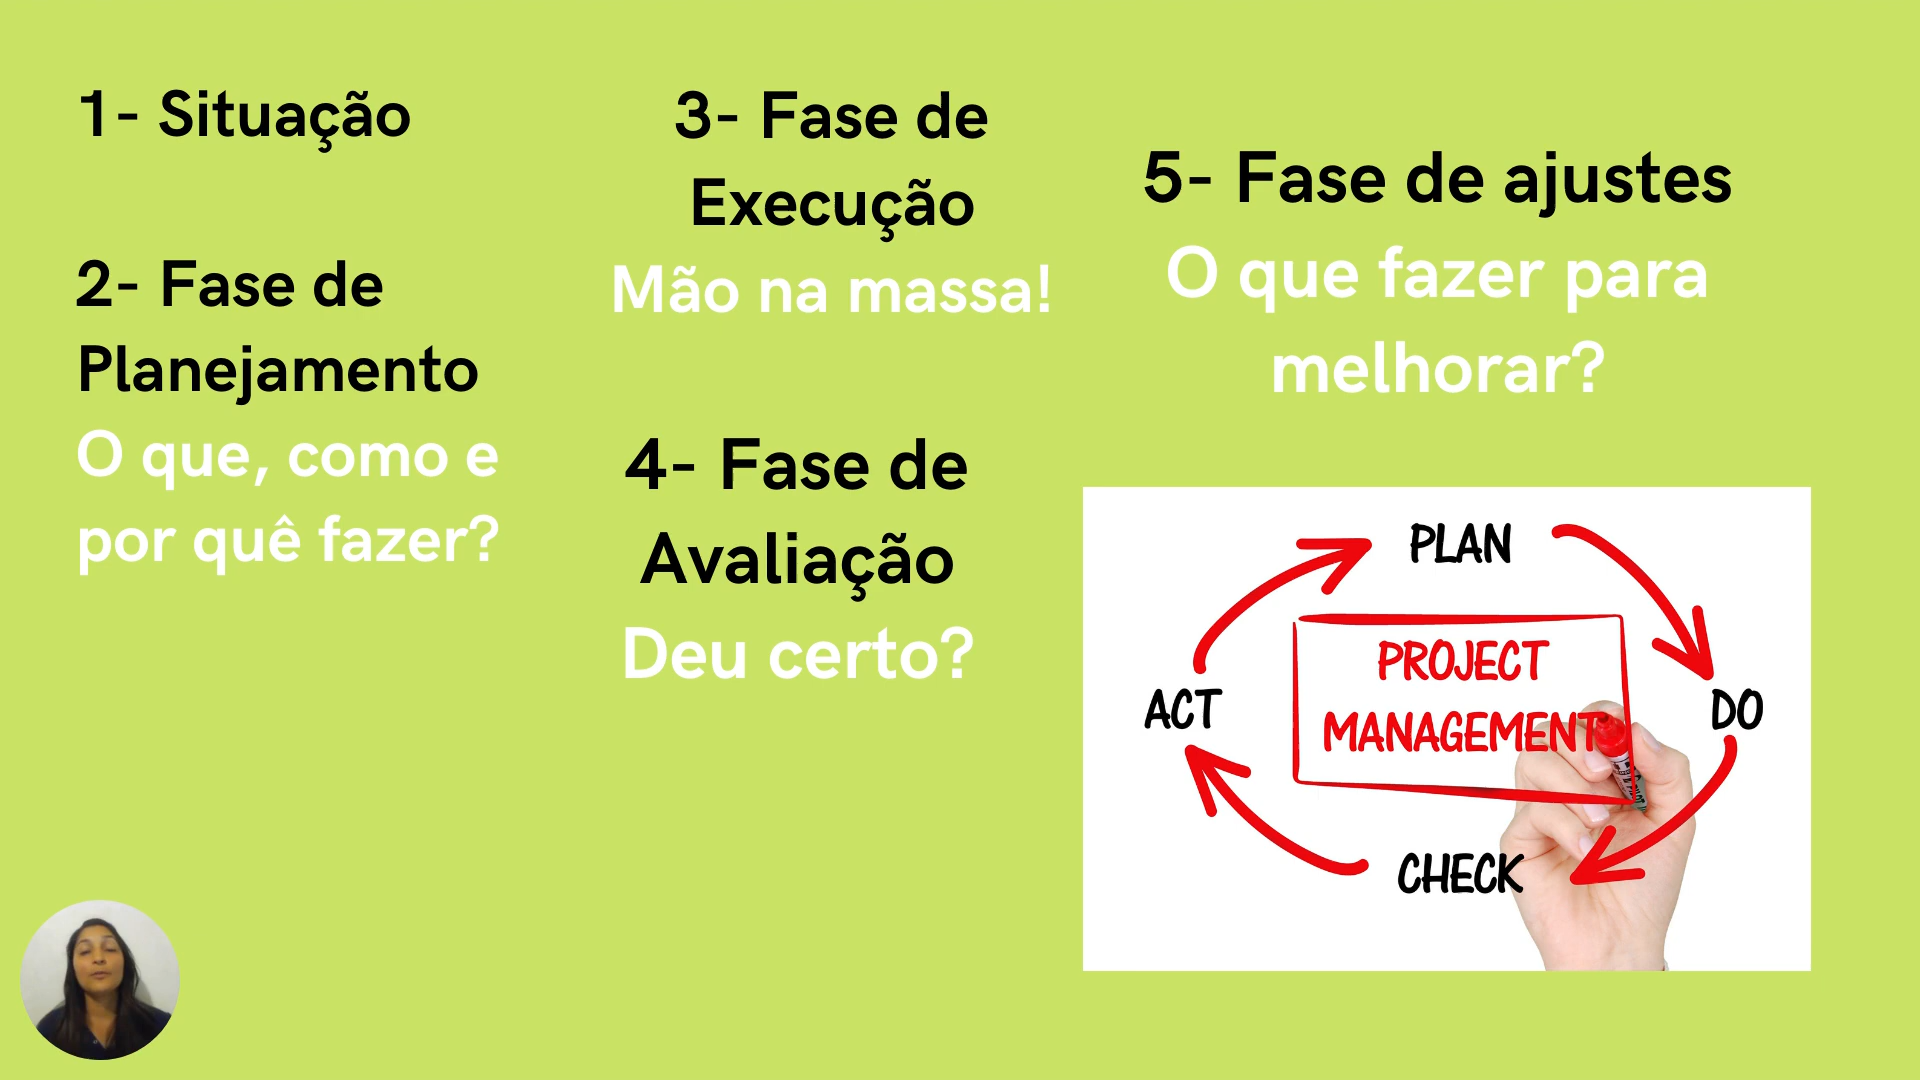 1- Situação
2- Fase de
Planejamento
O que, como e
por quê fazer?
3- Fase de
Execução
Mão na massa!
4- Fase de
Avaliação
Deu certo?
5- Fase de ajustes
O que fazer para
melhorar?
PLAN
PROJECT
MANAGEMENT
ACT
DO
CHECK